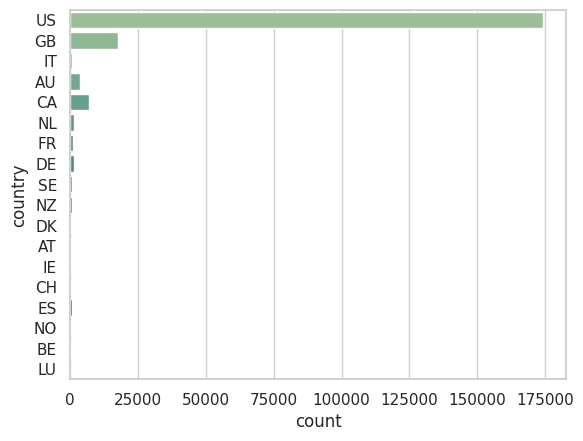 US
GB
IT
AU
CA
NL
FR
DE
SE
NZ
DK
AT
IE
CH
ES
NO
BE
LU
country
0 25000 50000 75000 100000 125000 150000 175000
count